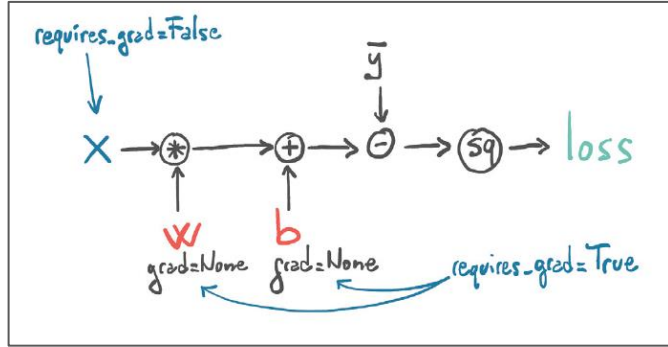 requires_grad=False
ȳ
X * + - sq loss
w b
grad=None grad=None requires_grad=True